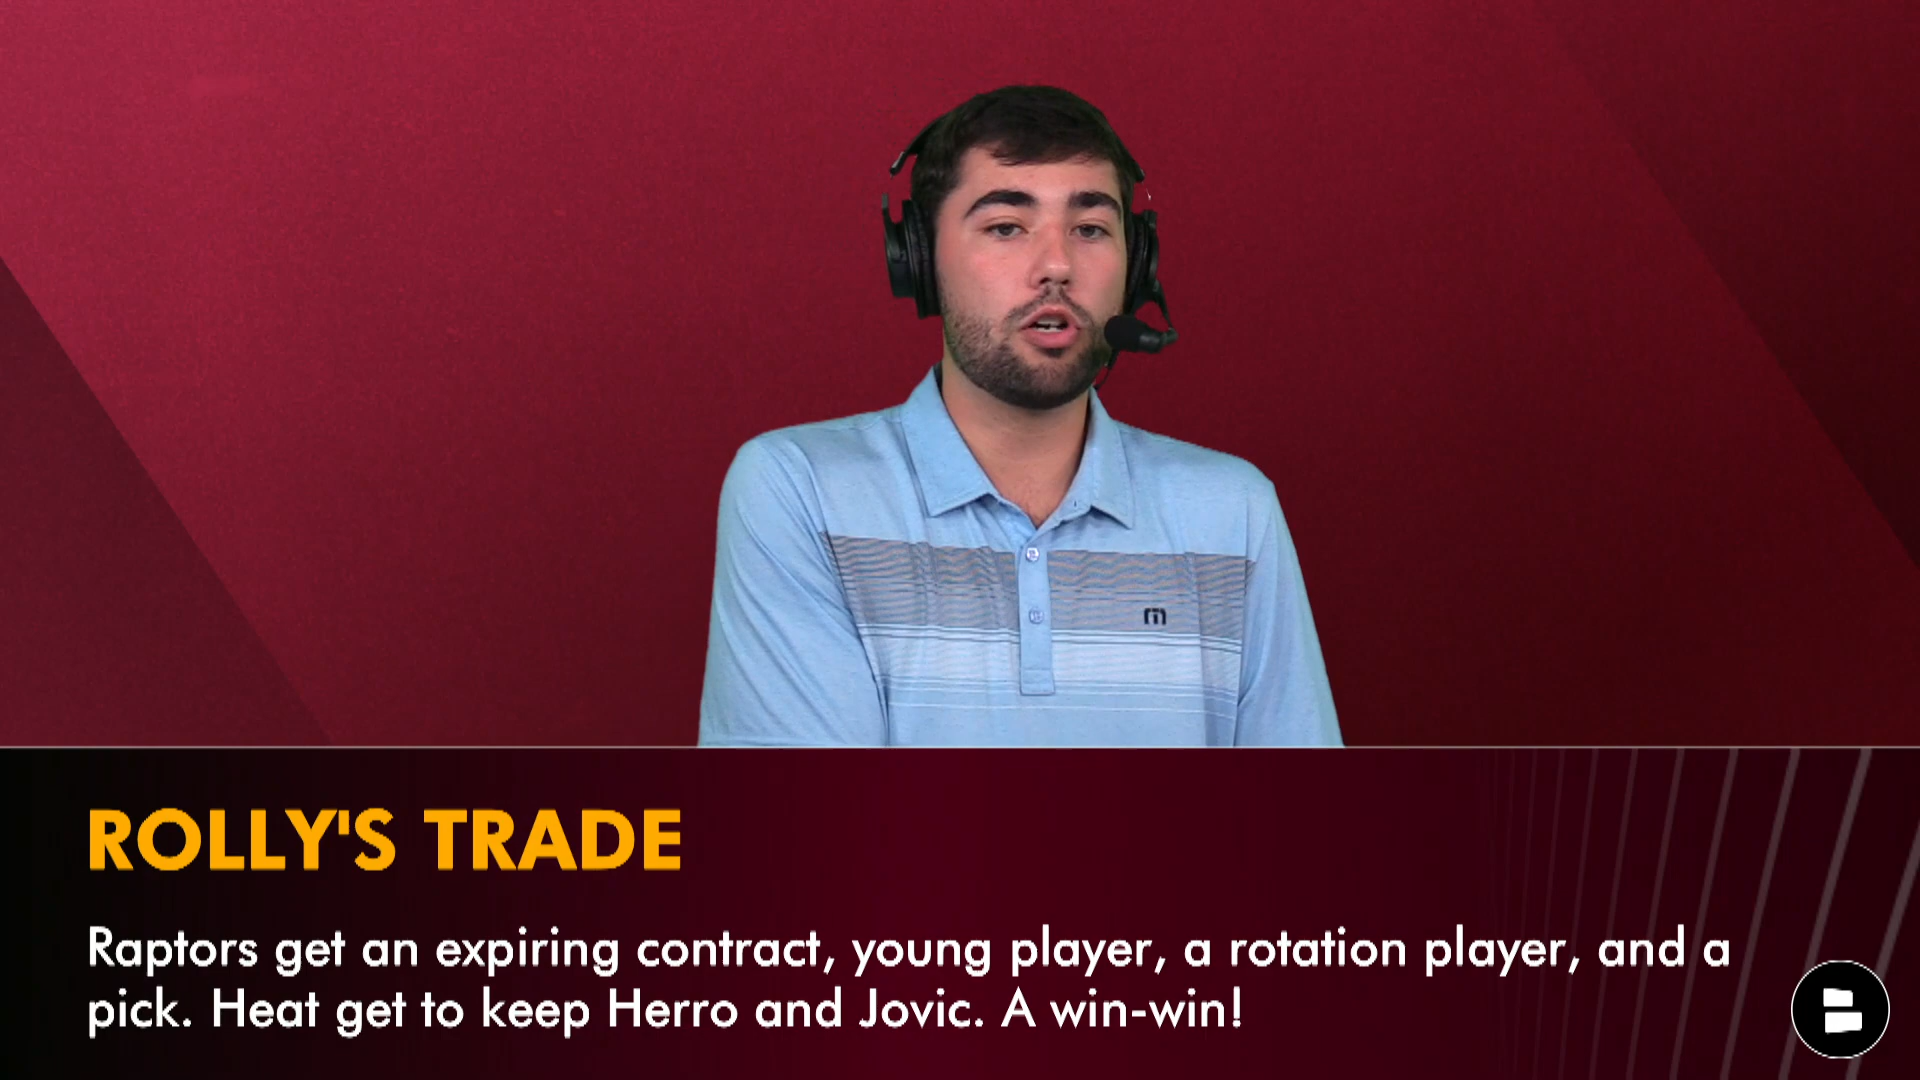 ROLLY'S TRADE
Raptors get an expiring contract, young player, a rotation player, and a
pick. Heat get to keep Herro and Jovic. A win-win!